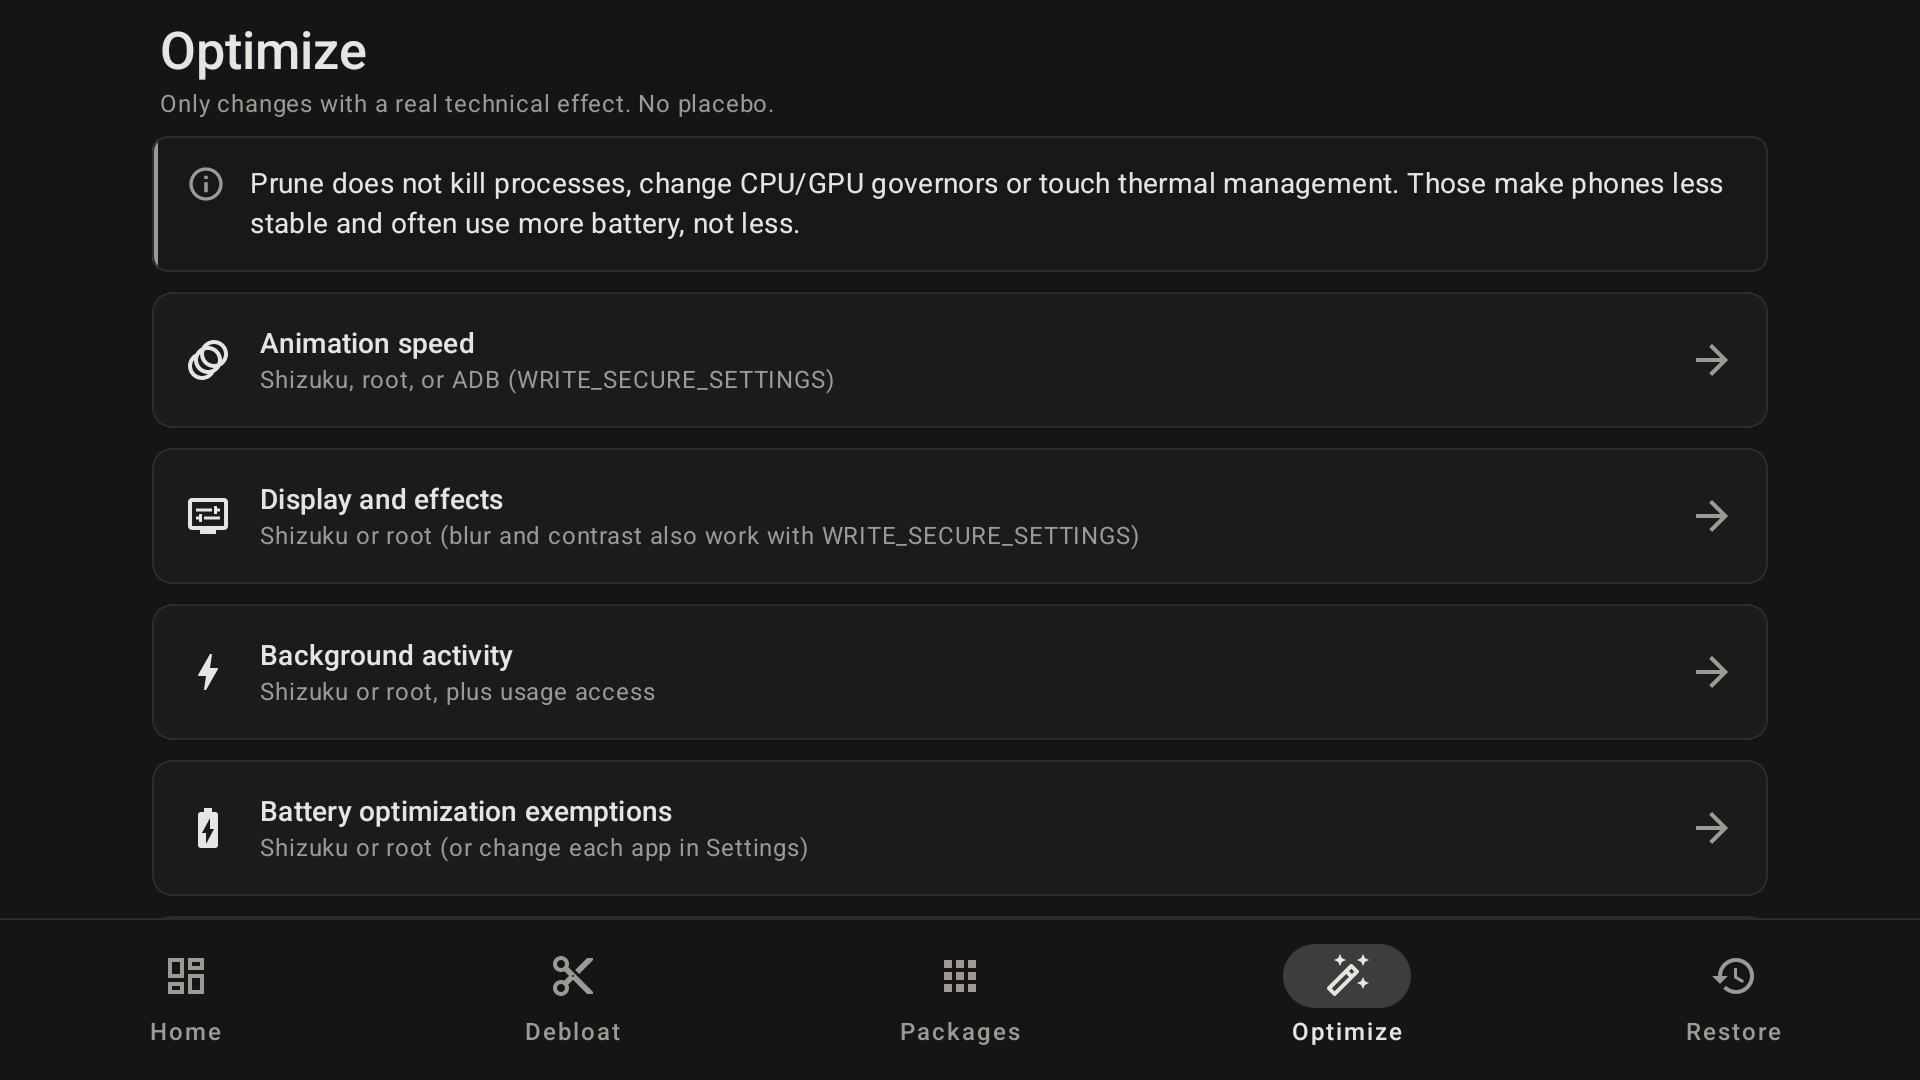 Optimize
Only changes with a real technical effect. No placebo.
Prune does not kill processes, change CPU/GPU governors or touch thermal management. Those make phones less
stable and often use more battery, not less.
Animation speed
Shizuku, root, or ADB (WRITE_SECURE_SETTINGS)
Display and effects
Shizuku or root (blur and contrast also work with WRITE_SECURE_SETTINGS)
Background activity
Shizuku or root, plus usage access
Battery optimization exemptions
Shizuku or root (or change each app in Settings)
Home
Debloat
Packages
Optimize
Restore